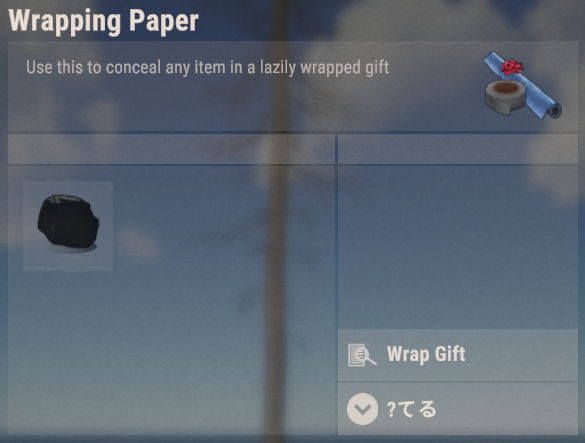 Wrapping Paper
Use this to conceal any item in a lazily wrapped gift
Wrap Gift
?てる